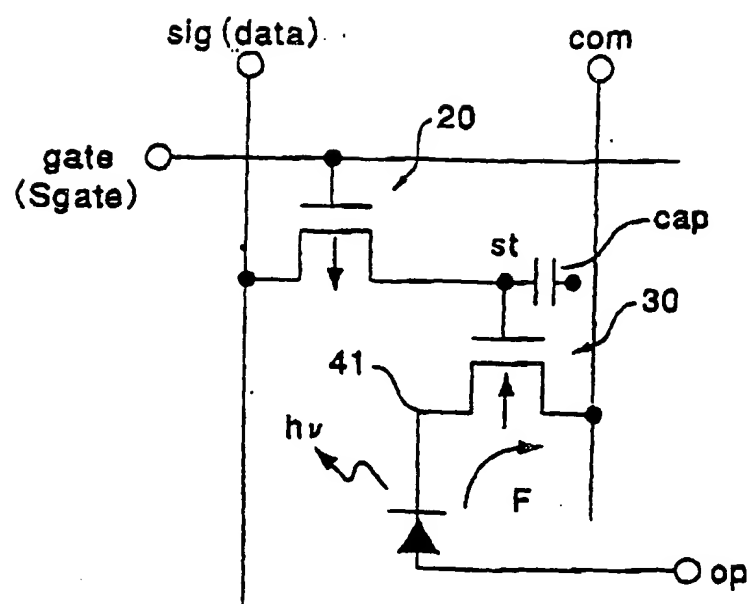 sig (data)
com
20
gate
(Sgate)
st
cap
30
41
hν
F
op